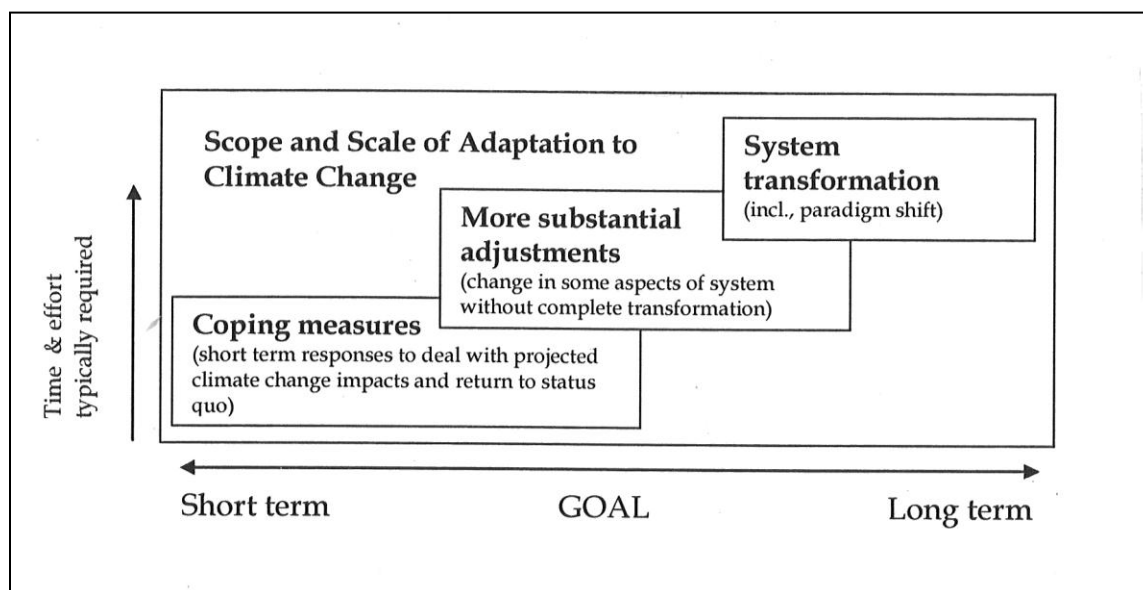 Scope and Scale of Adaptation to
Climate Change
System
transformation
(incl., paradigm shift)
More substantial
adjustments
(change in some aspects of system
without complete transformation)
Coping measures
(short term responses to deal with projected
climate change impacts and return to status
quo)
Time & effort
typically required
Short term
GOAL
Long term